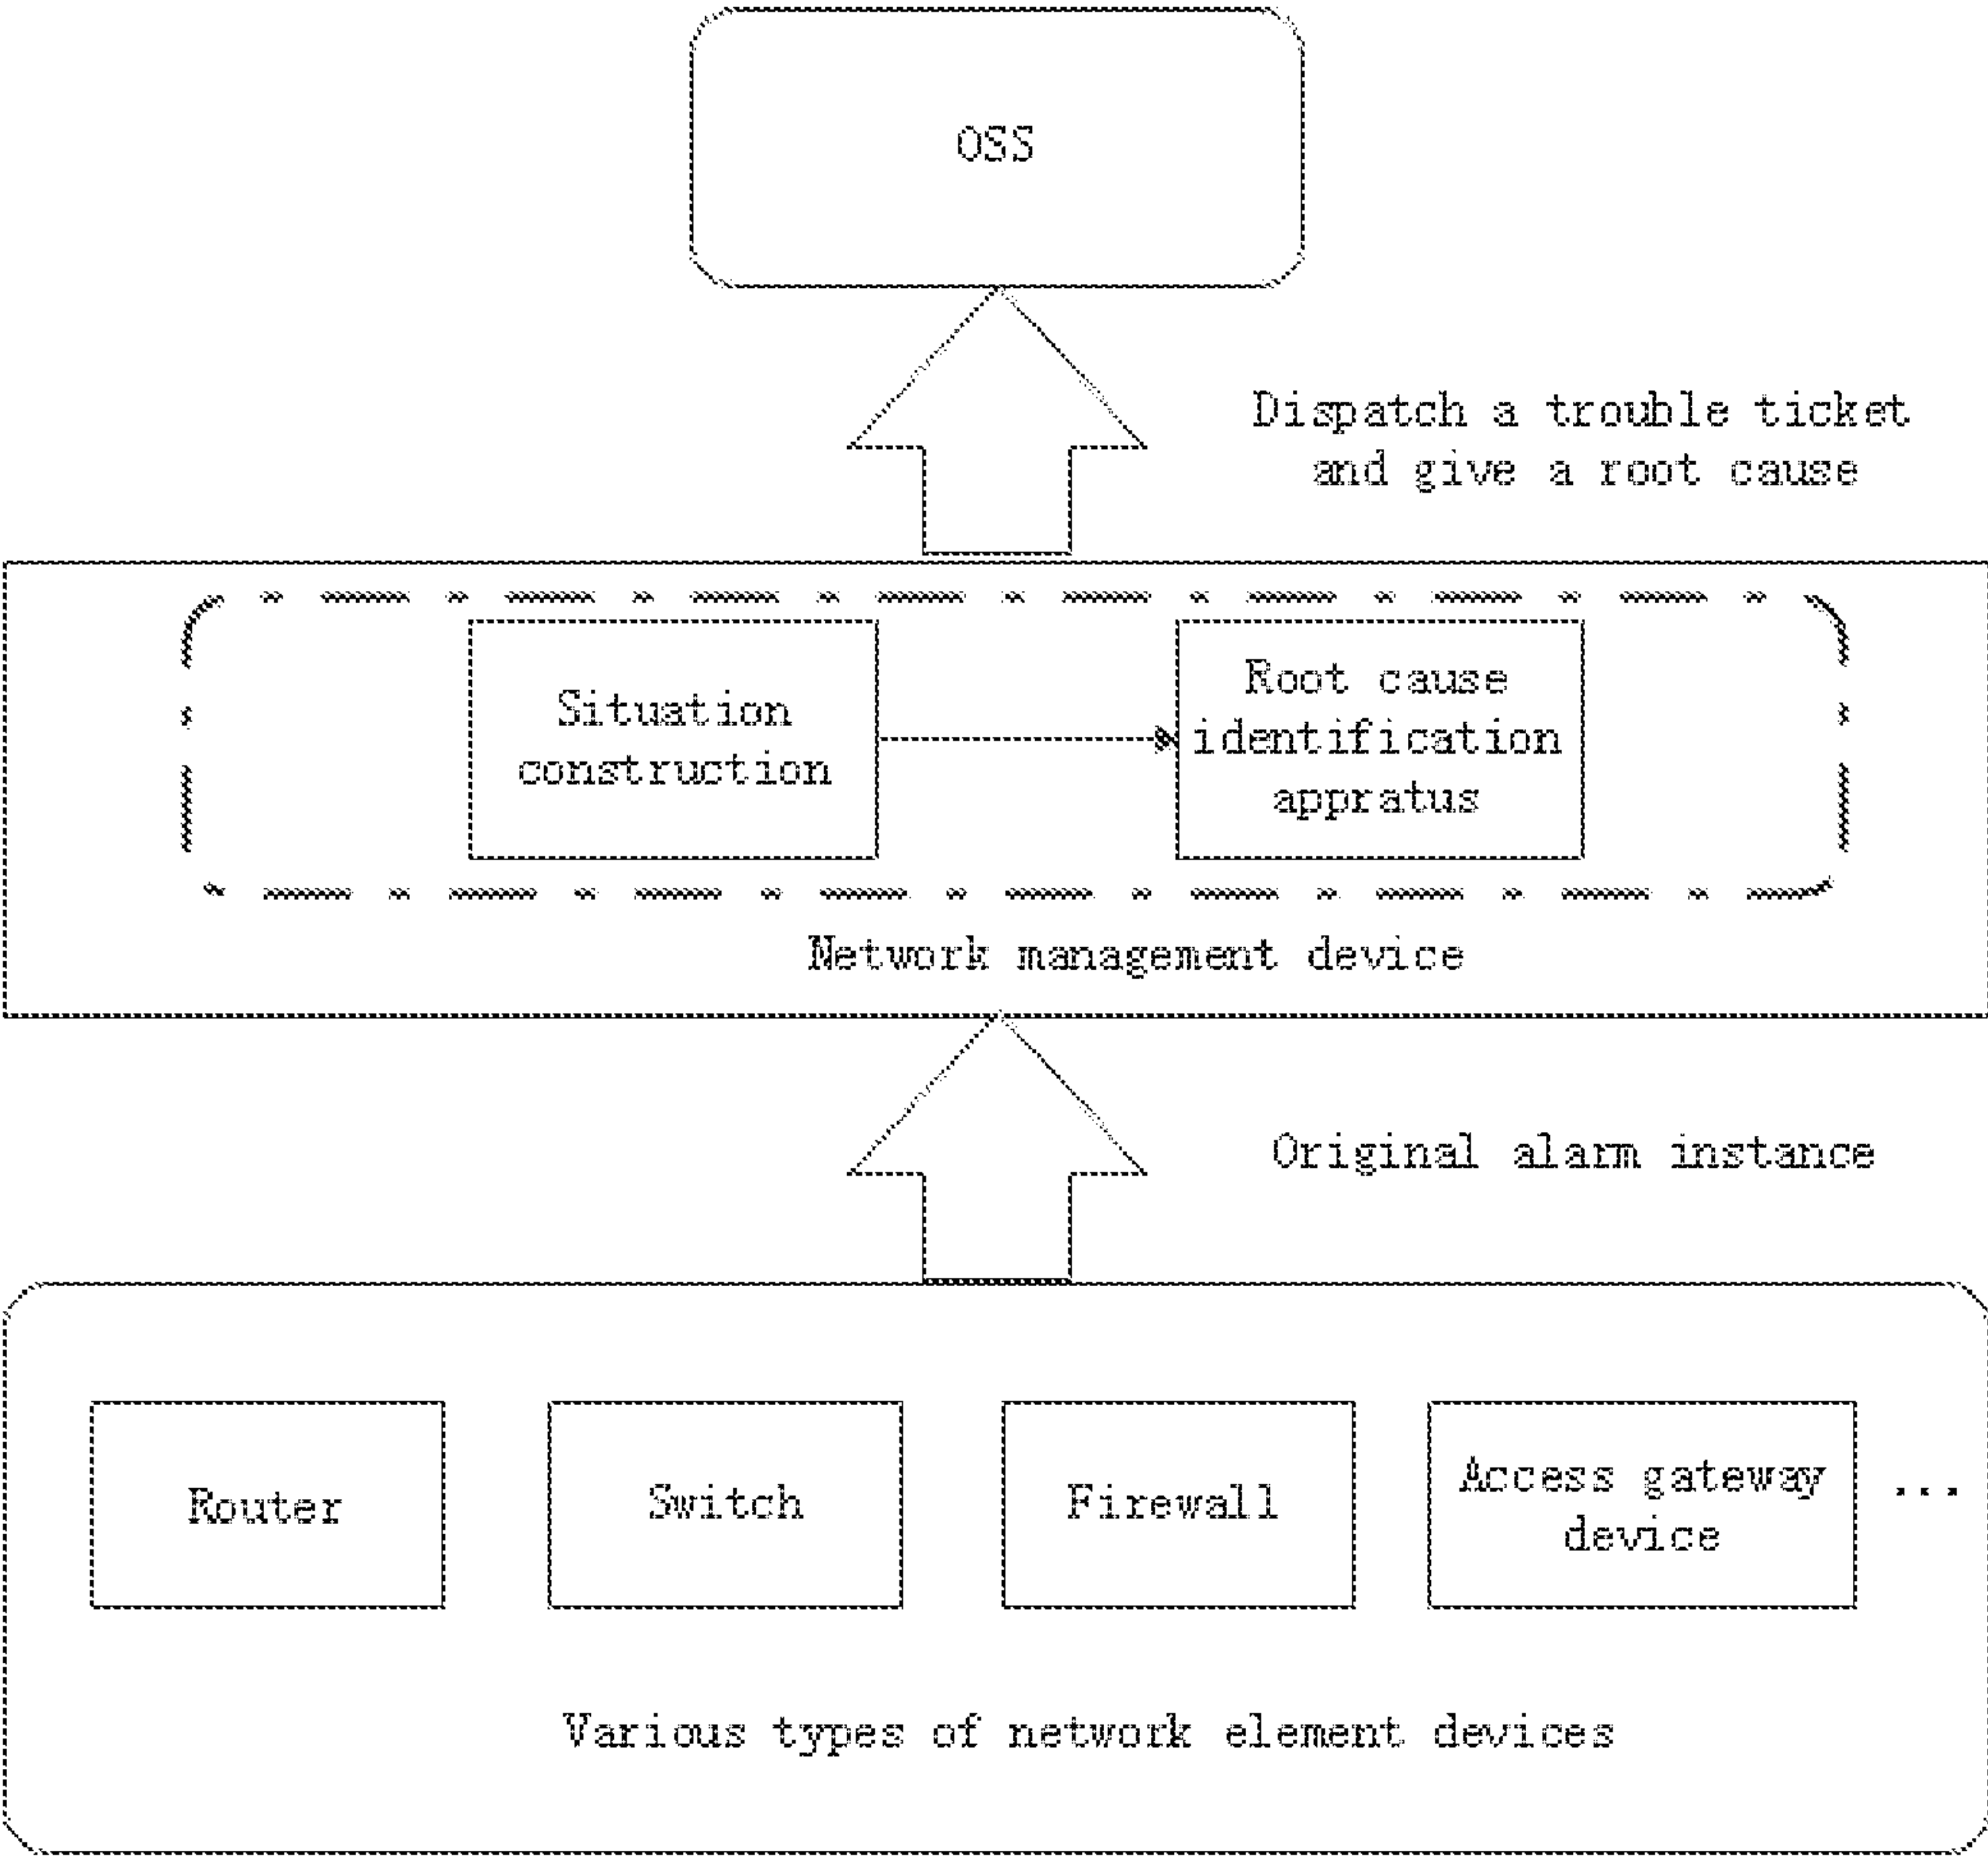 OSS
Dispatch a trouble ticket
and give a root cause
Situation
construction
Root cause
identification
appratus
Network management device
Original alarm instance
Router
Switch
Firewall
Access gateway
device
...
Various types of network element devices